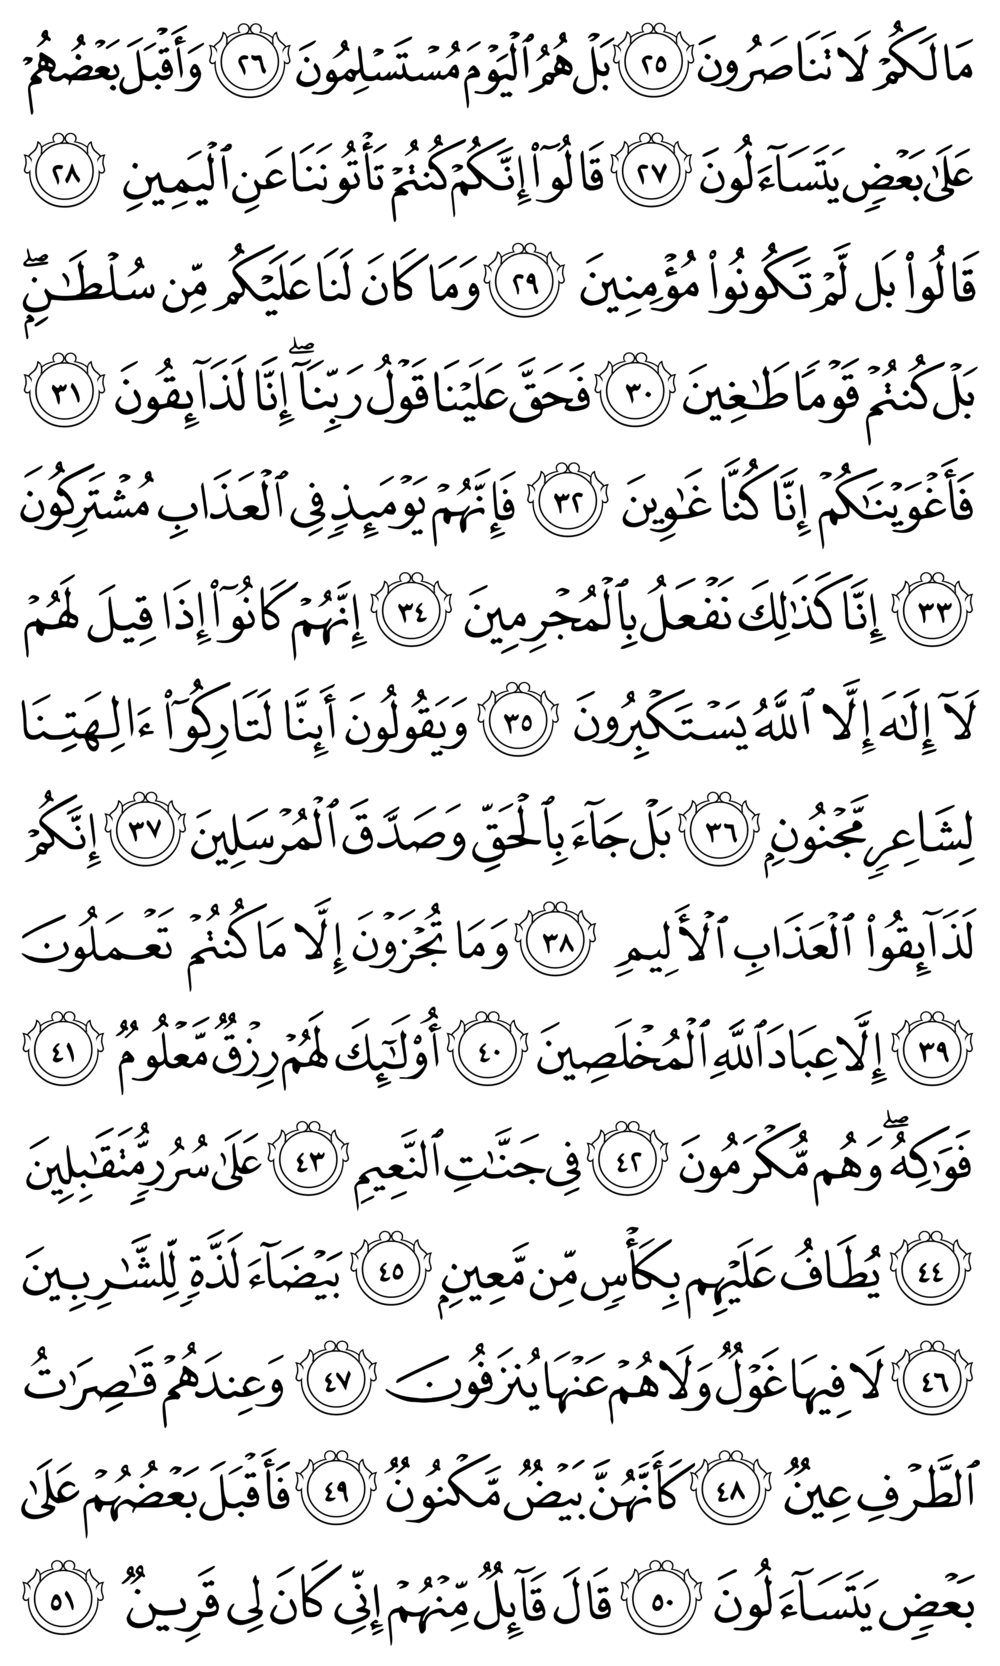 مَا لَكُمۡ لَا تَنَاصَرُونَ ٢٥ بَلۡ هُمُ ٱلۡيَوۡمَ مُسۡتَسۡلِمُونَ ٢٦ وَأَقۡبَلَ بَعۡضُهُمۡ
عَلَىٰ بَعۡضٖ يَتَسَآءَلُونَ ٢٧ قَالُوٓاْ إِنَّكُمۡ كُنتُمۡ تَأۡتُونَنَا عَنِ ٱلۡيَمِينِ ٢٨
قَالُواْ بَل لَّمۡ تَكُونُواْ مُؤۡمِنِينَ ٢٩ وَمَا كَانَ لَنَا عَلَيۡكُم مِّن سُلۡطَٰنِۭۖ
بَلۡ كُنتُمۡ قَوۡمٗا طَٰغِينَ ٣٠ فَحَقَّ عَلَيۡنَا قَوۡلُ رَبِّنَآۖ إِنَّا لَذَآئِقُونَ ٣١
فَأَغۡوَيۡنَٰكُمۡ إِنَّا كُنَّا غَٰوِينَ ٣٢ فَإِنَّهُمۡ يَوۡمَئِذٖ فِي ٱلۡعَذَابِ مُشۡتَرِكُونَ
٣٣ إِنَّا كَذَٰلِكَ نَفۡعَلُ بِٱلۡمُجۡرِمِينَ ٣٤ إِنَّهُمۡ كَانُوٓاْ إِذَا قِيلَ لَهُمۡ
لَآ إِلَٰهَ إِلَّا ٱللَّهُ يَسۡتَكۡبِرُونَ ٣٥ وَيَقُولُونَ أَئِنَّا لَتَارِكُوٓاْ ءَالِهَتِنَا
لِشَاعِرٖ مَّجۡنُونِۭ ٣٦ بَلۡ جَآءَ بِٱلۡحَقِّ وَصَدَّقَ ٱلۡمُرۡسَلِينَ ٣٧ إِنَّكُمۡ
لَذَآئِقُواْ ٱلۡعَذَابِ ٱلۡأَلِيمِ ٣٨ وَمَا تُجۡزَوۡنَ إِلَّا مَا كُنتُمۡ تَعۡمَلُونَ
٣٩ إِلَّا عِبَادَ ٱللَّهِ ٱلۡمُخۡلَصِينَ ٤٠ أُوْلَٰٓئِكَ لَهُمۡ رِزۡقٞ مَّعۡلُومٞ ٤١
فَوَٰكِهُ وَهُم مُّكۡرَمُونَۖ ٤٢ فِي جَنَّٰتِ ٱلنَّعِيمِ ٤٣ عَلَىٰ سُرُرٖ مُّتَقَٰبِلِينَ
٤٤ يُطَافُ عَلَيۡهِم بِكَأۡسٖ مِّن مَّعِينِۭ ٤٥ بَيۡضَآءَ لَذَّةٖ لِّلشَّٰرِبِينَ
٤٦ لَا فِيهَا غَوۡلٞ وَلَا هُمۡ عَنۡهَا يُنزَفُونَ ٤٧ وَعِندَهُمۡ قَٰصِرَٰتُ
ٱلطَّرۡفِ عِينٞ ٤٨ كَأَنَّهُنَّ بَيۡضٞ مَّكۡنُونٞ ٤٩ فَأَقۡبَلَ بَعۡضُهُمۡ عَلَىٰ
بَعۡضٖ يَتَسَآءَلُونَ ٥٠ قَالَ قَآئِلٞ مِّنۡهُمۡ إِنِّي كَانَ لِي قَرِينٞ ٥١